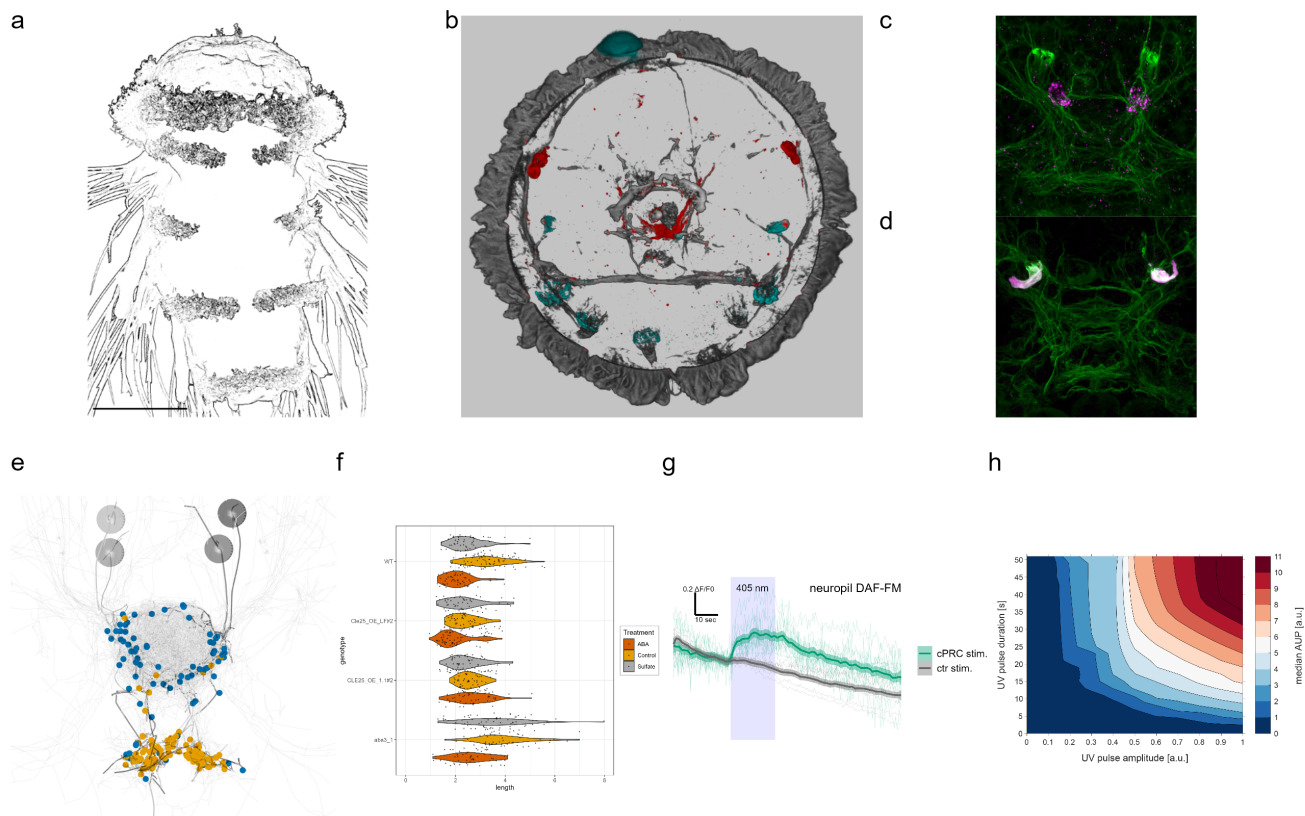 a
b
c
d
e
f
g
h
WT
Cle25_OE_LF#2
CLE25_OE_1.1#2
aba3_1
genotype
0
2
4
6
8
length
Treatment
ABA
Control
Sulfate
0.2 ΔF/F0
10 sec
405 nm
neuropil DAF-FM
cPRC stim.
ctr stim.
UV pulse duration [s]
50
45
40
35
30
25
20
15
10
5
0
0 0.1 0.2 0.3 0.4 0.5 0.6 0.7 0.8 0.9 1
UV pulse amplitude [a.u.]
11
10
9
8
7
6
5
4
3
2
1
0
median AUP [a.u.]